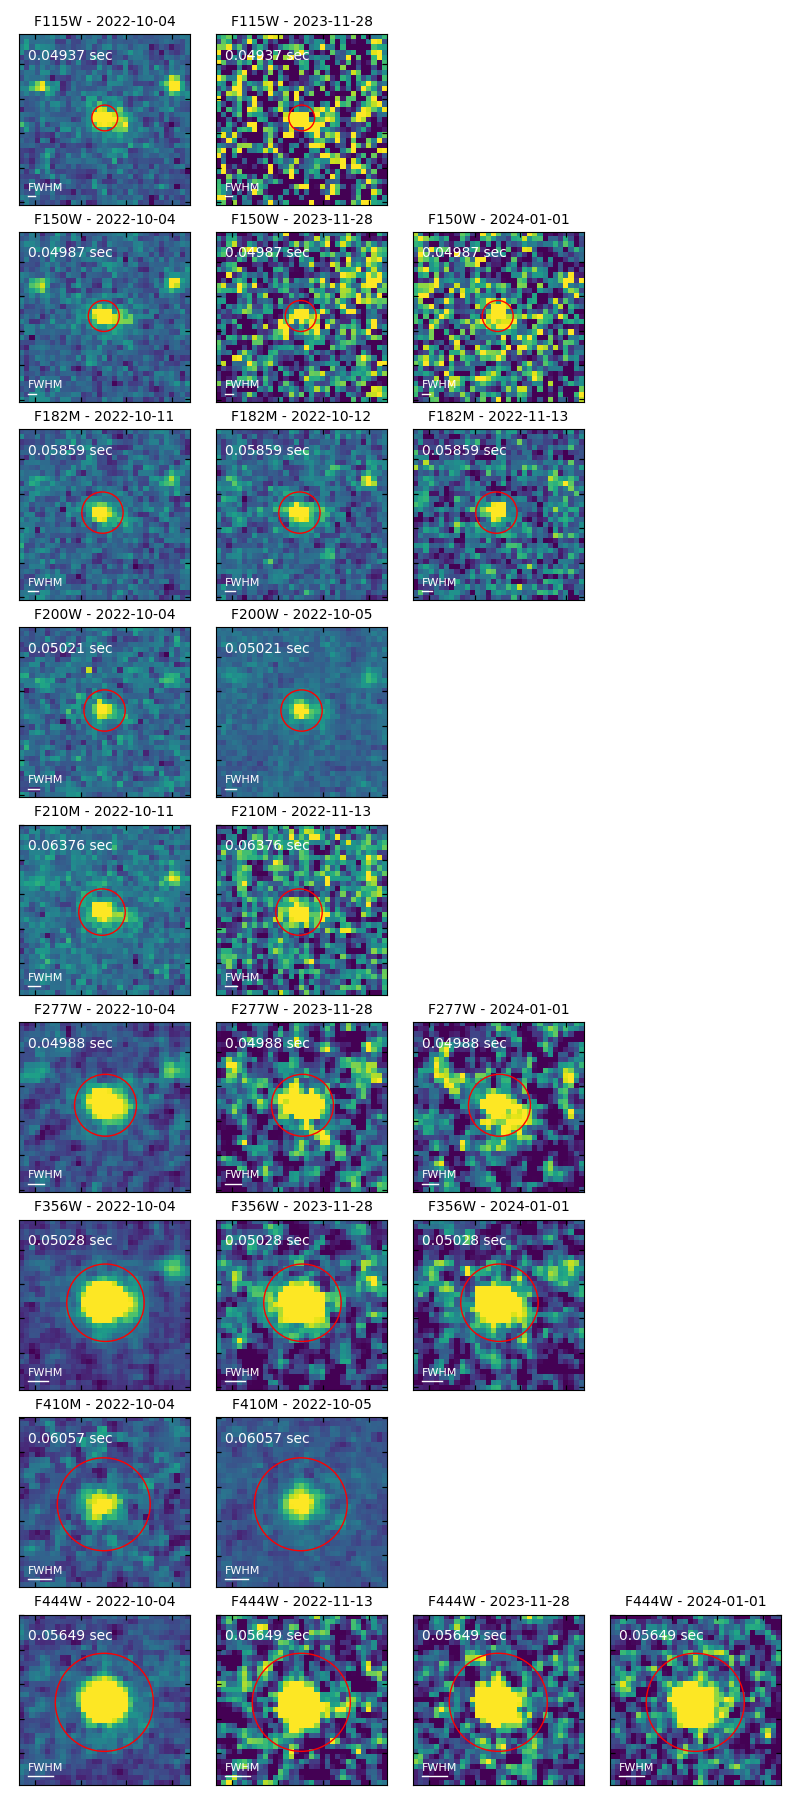 F115W - 2022-10-04
F115W - 2023-11-28
0.04937 sec
0.04937 sec
FWHM
FWHM
F150W - 2022-10-04
F150W - 2023-11-28
F150W - 2024-01-01
0.04987 sec
0.04987 sec
0.04987 sec
FWHM
FWHM
FWHM
F182M - 2022-10-11
F182M - 2022-10-12
F182M - 2022-11-13
0.05859 sec
0.05859 sec
0.05859 sec
FWHM
FWHM
FWHM
F200W - 2022-10-04
F200W - 2022-10-05
0.05021 sec
0.05021 sec
FWHM
FWHM
F210M - 2022-10-11
F210M - 2022-11-13
0.06376 sec
0.06376 sec
FWHM
FWHM
F277W - 2022-10-04
F277W - 2023-11-28
F277W - 2024-01-01
0.04988 sec
0.04988 sec
0.04988 sec
FWHM
FWHM
FWHM
F356W - 2022-10-04
F356W - 2023-11-28
F356W - 2024-01-01
0.05028 sec
0.05028 sec
0.05028 sec
FWHM
FWHM
FWHM
F410M - 2022-10-04
F410M - 2022-10-05
0.06057 sec
0.06057 sec
FWHM
FWHM
F444W - 2022-10-04
F444W - 2022-11-13
F444W - 2023-11-28
F444W - 2024-01-01
0.05649 sec
0.05649 sec
0.05649 sec
0.05649 sec
FWHM
FWHM
FWHM
FWHM